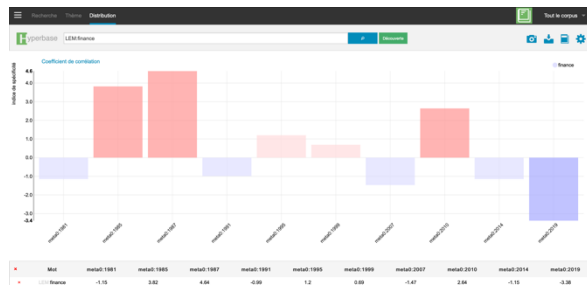 Recherche Thème Distribution Tout le corpus
Hyperbase LEM:finance Découverte
Coefficient de corrélation
finance
indice de spécificité
4.6
4.0
3.0
2.0
1.0
0.0
-1.0
-2.0
-3.0
-3.4
meta0:1981 meta0:1985 meta0:1987 meta0:1991 meta0:1995 meta0:1999 meta0:2007 meta0:2010 meta0:2014 meta0:2019
× Mot meta0:1981 meta0:1985 meta0:1987 meta0:1991 meta0:1995 meta0:1999 meta0:2007 meta0:2010 meta0:2014 meta0:2019
LEM:finance -1.15 3.82 4.64 -0.99 1.2 0.69 -1.47 2.64 -1.15 -3.38